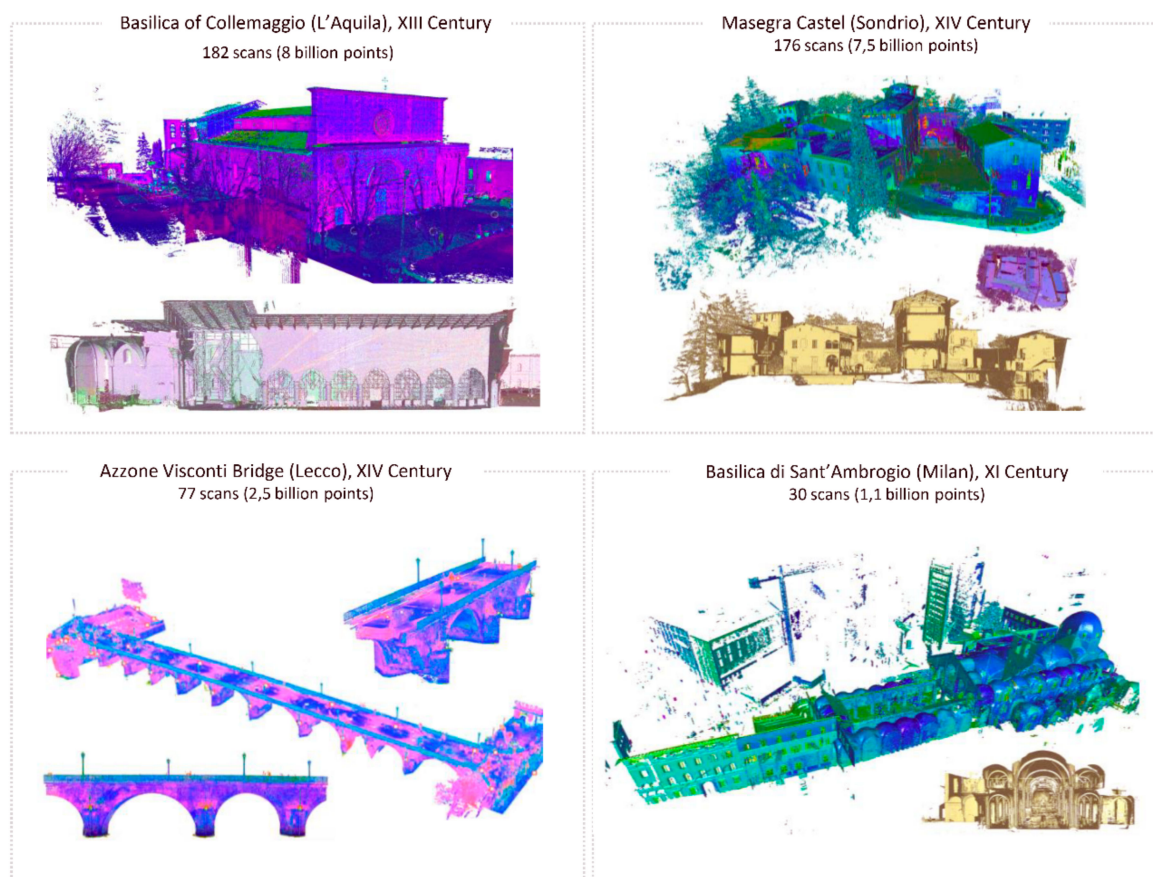 Basilica of Collemaggio (L'Aquila), XIII Century
182 scans (8 billion points)
Masegra Castel (Sondrio), XIV Century
176 scans (7,5 billion points)
Azzone Visconti Bridge (Lecco), XIV Century
77 scans (2,5 billion points)
Basilica di Sant'Ambrogio (Milan), XI Century
30 scans (1,1 billion points)